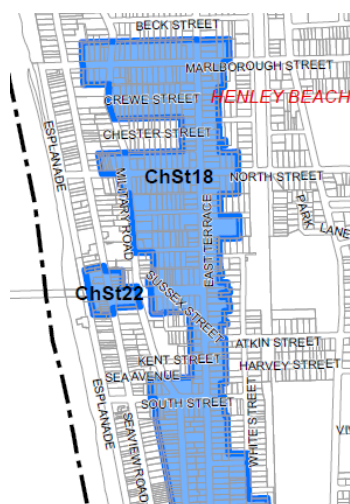 BECK STREET
MARLBOROUGH STREET
CREWE STREET
HENLEY BEACH
CHESTER STREET
ESPLANADE
MILITARY ROAD
ChSt18
NORTH STREET
PARK
LANE
EAST TERRACE
ChSt22
SUSSEX STREET
ATKIN STREET
KENT STREET
HARVEY STREET
SEA AVENUE
ESPLANADE
SOUTH STREET
SEAVIEW ROAD
WHITE STREET